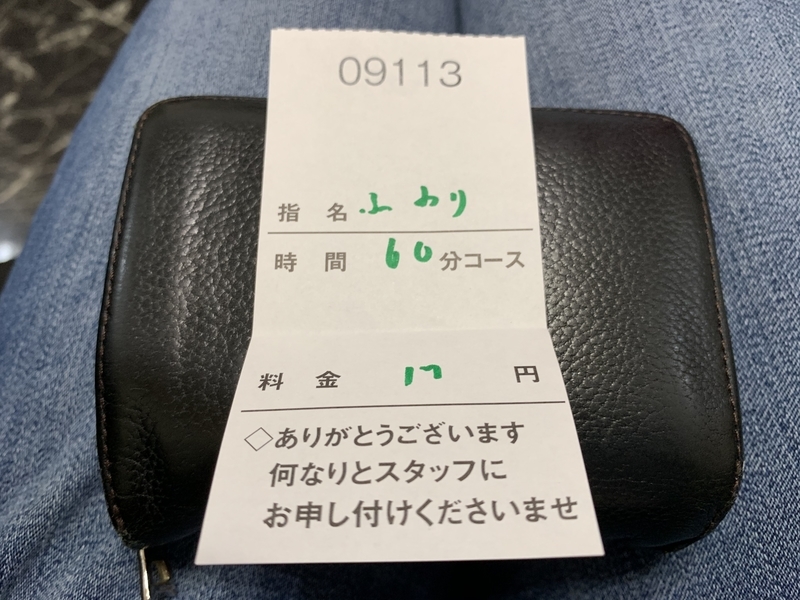 09113
指 名 ふ わり
時 間 60 分コース
料 金 17 円
◇ありがとうございます
何なりとスタッフに
お申し付けくださいませ